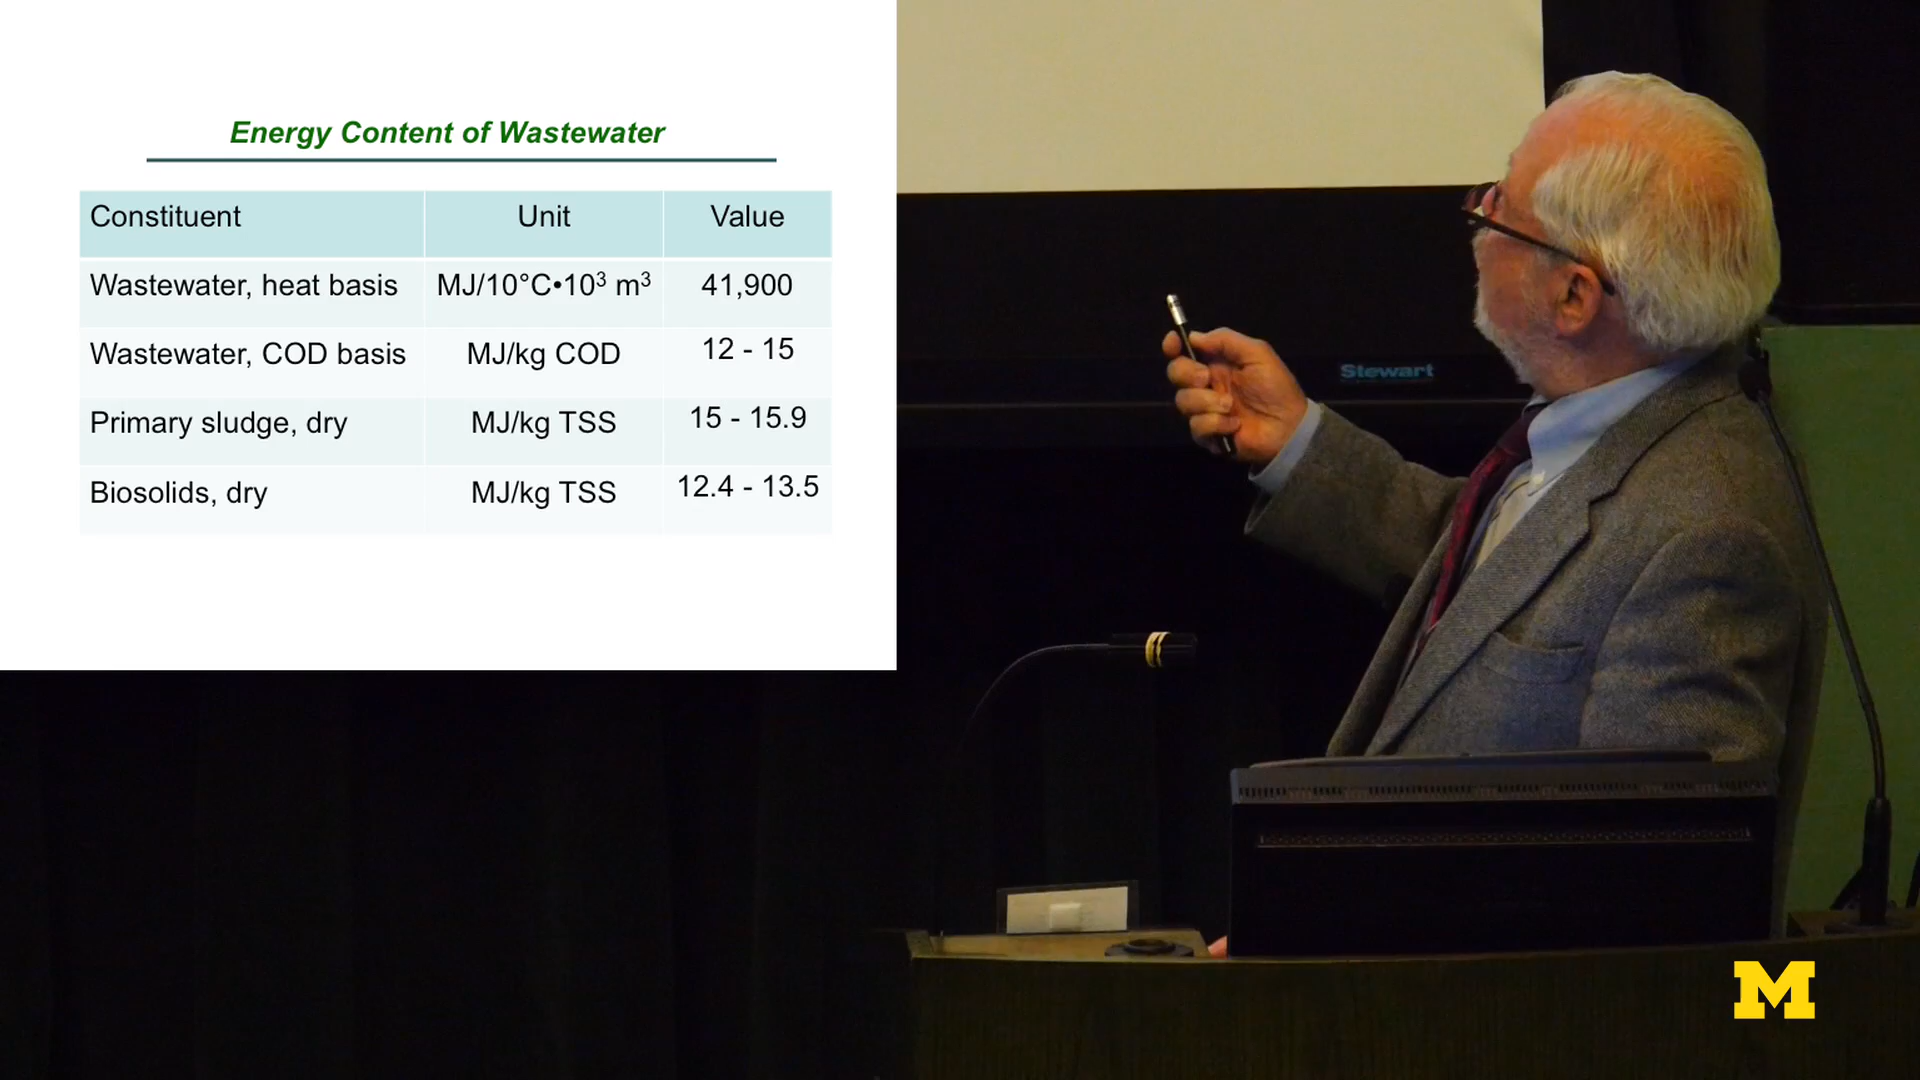 Energy Content of Wastewater
Constituent Unit Value
Wastewater, heat basis MJ/10°C•10³ m³ 41,900
Wastewater, COD basis MJ/kg COD 12 - 15
Primary sludge, dry MJ/kg TSS 15 - 15.9
Biosolids, dry MJ/kg TSS 12.4 - 13.5
Stewart
M